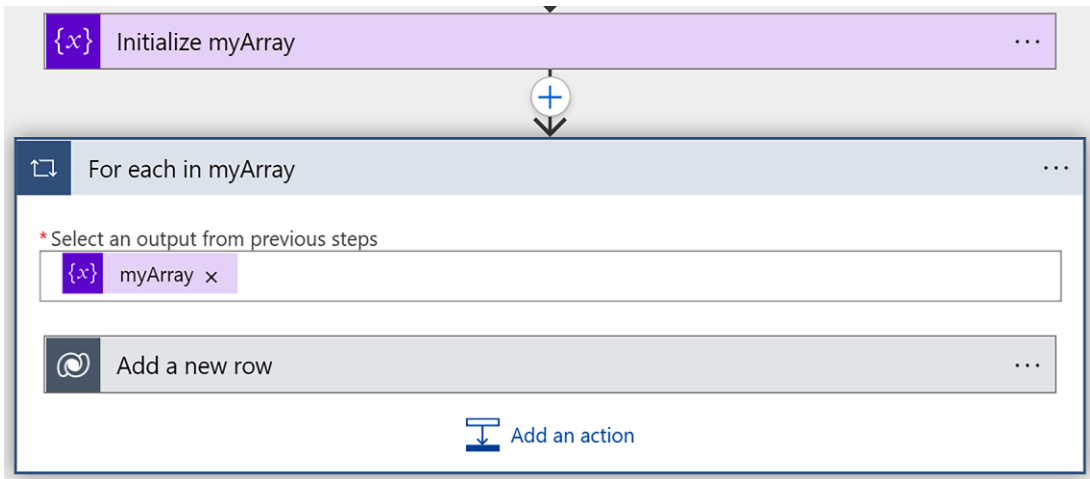 {x} Initialize myArray ...
For each in myArray ...
* Select an output from previous steps
{x} myArray ×
Add a new row ...
Add an action